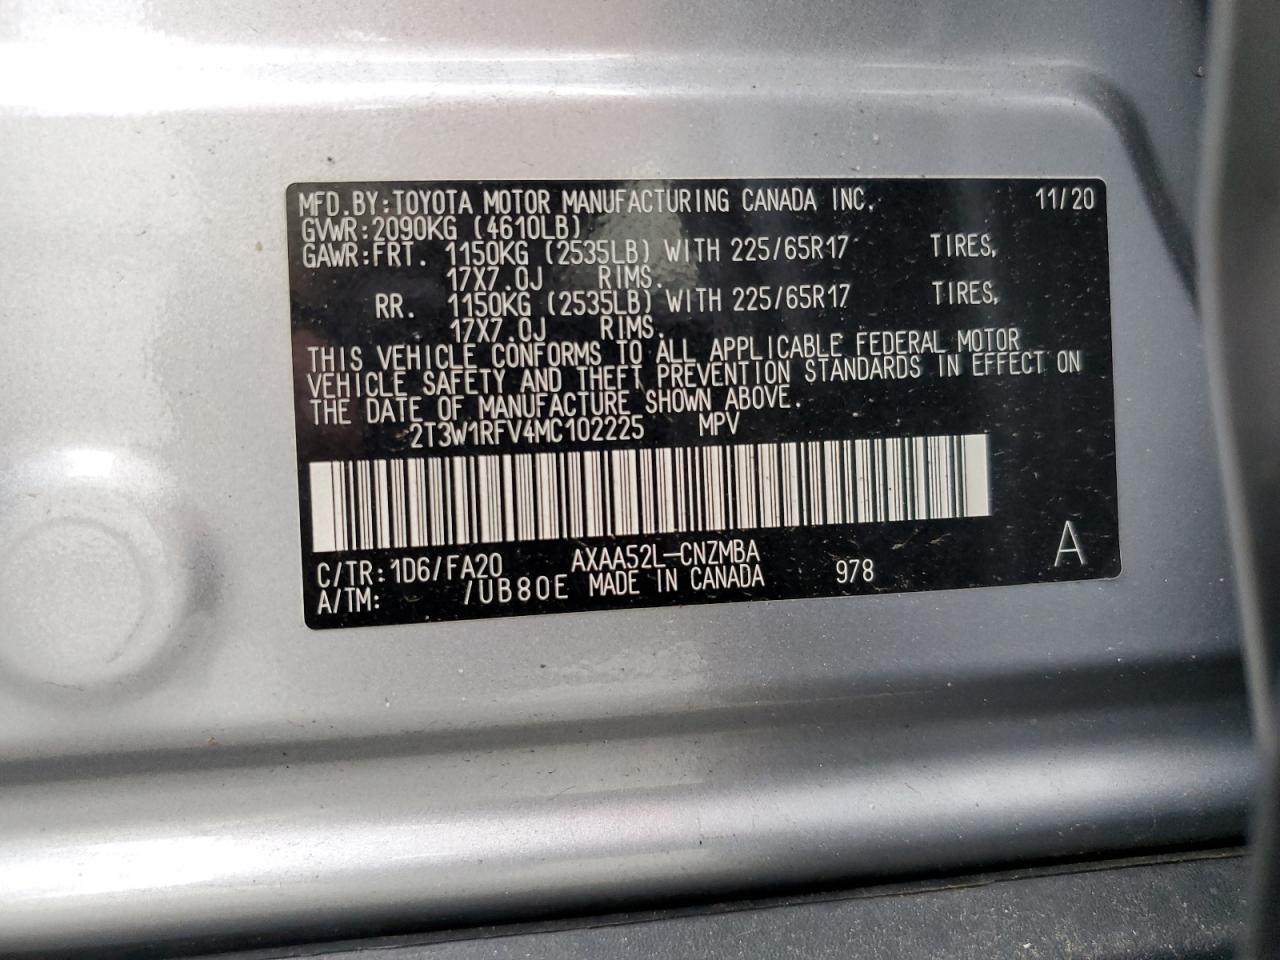 MFD.BY:TOYOTA MOTOR MANUFACTURING CANADA INC. 11/20
GVWR:2090KG (4610LB)
GAWR:FRT. 1150KG (2535LB) WITH 225/65R17 TIRES,
17X7.0J RIMS.
RR. 1150KG (2535LB) WITH 225/65R17 TIRES,
17X7.0J RIMS.
THIS VEHICLE CONFORMS TO ALL APPLICABLE FEDERAL MOTOR
VEHICLE SAFETY AND THEFT PREVENTION STANDARDS IN EFFECT ON
THE DATE OF MANUFACTURE SHOWN ABOVE.
2T3W1RFV4MC102225 MPV
C/TR:1D6/FA20 AXAA52L-CNZMBA A
A/TM: /UB80E MADE IN CANADA 978